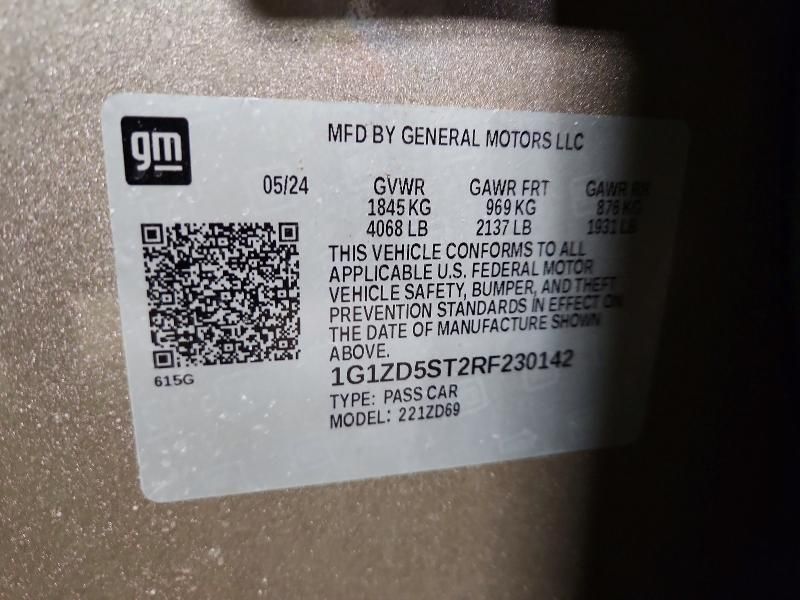 gm
MFD BY GENERAL MOTORS LLC
05/24 GVWR GAWR FRT GAWR RR
1845 KG 969 KG 876 KG
4068 LB 2137 LB 1931 LB
THIS VEHICLE CONFORMS TO ALL
APPLICABLE U.S. FEDERAL MOTOR
VEHICLE SAFETY, BUMPER, AND THEFT
PREVENTION STANDARDS IN EFFECT ON
THE DATE OF MANUFACTURE SHOWN
ABOVE.
615G
1G1ZD5ST2RF230142
TYPE: PASS CAR
MODEL: 221ZD69